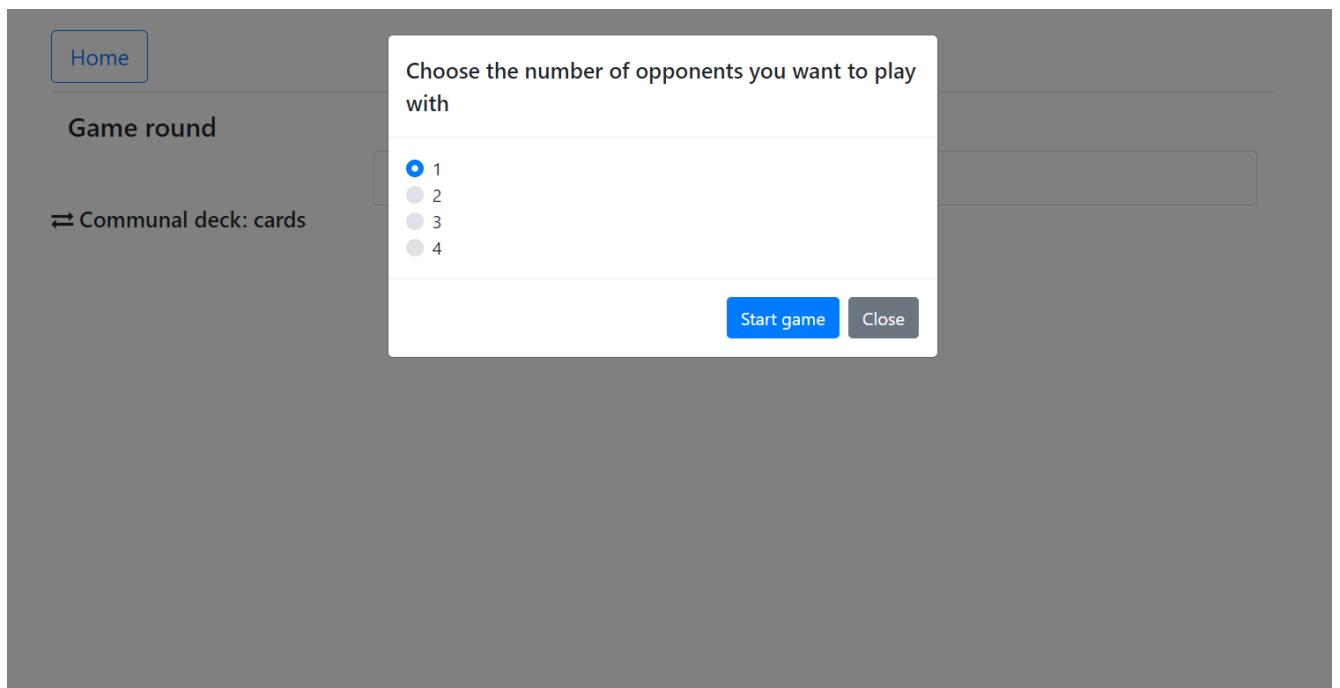 Home
Choose the number of opponents you want to play
with
Game round
1
2
3
4
Communal deck: cards
Start game
Close